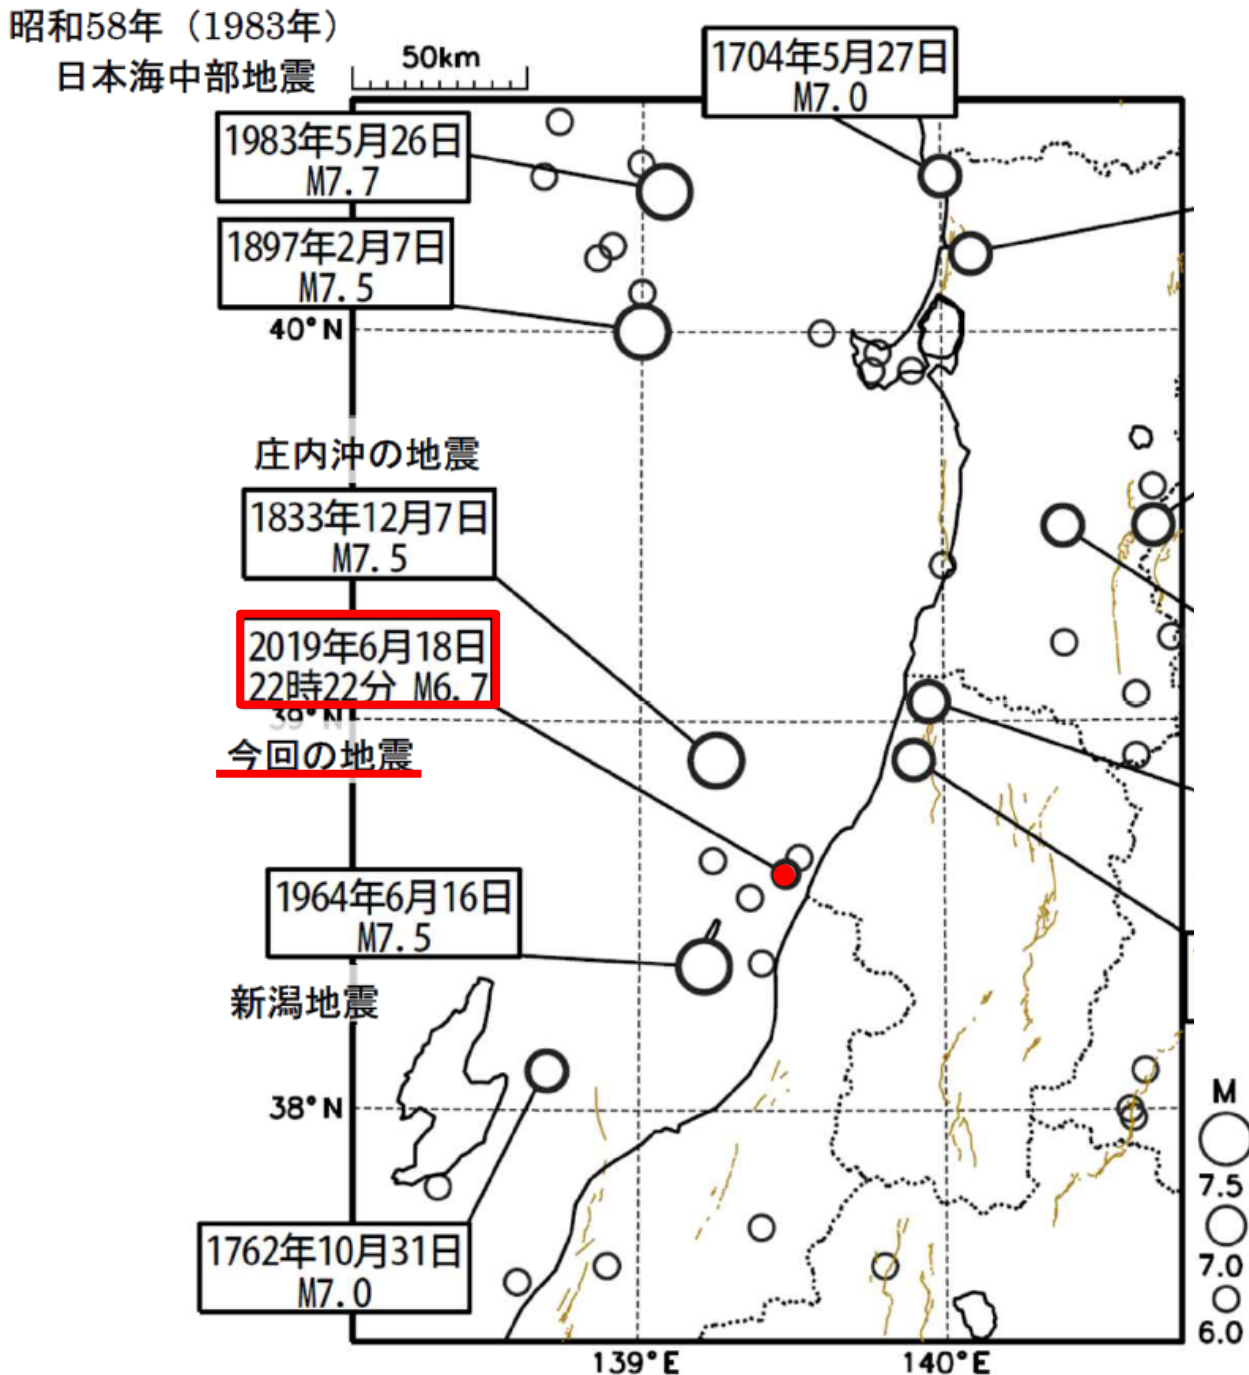 昭和58年（1983年）
日本海中部地震
50km
1704年5月27日
M7.0
1983年5月26日
M7.7
1897年2月7日
M7.5
40°N
庄内沖の地震
1833年12月7日
M7.5
2019年6月18日
22時22分 M6.7
39°N
今回の地震
1964年6月16日
M7.5
新潟地震
38°N
1762年10月31日
M7.0
M
7.5
7.0
6.0
139°E
140°E